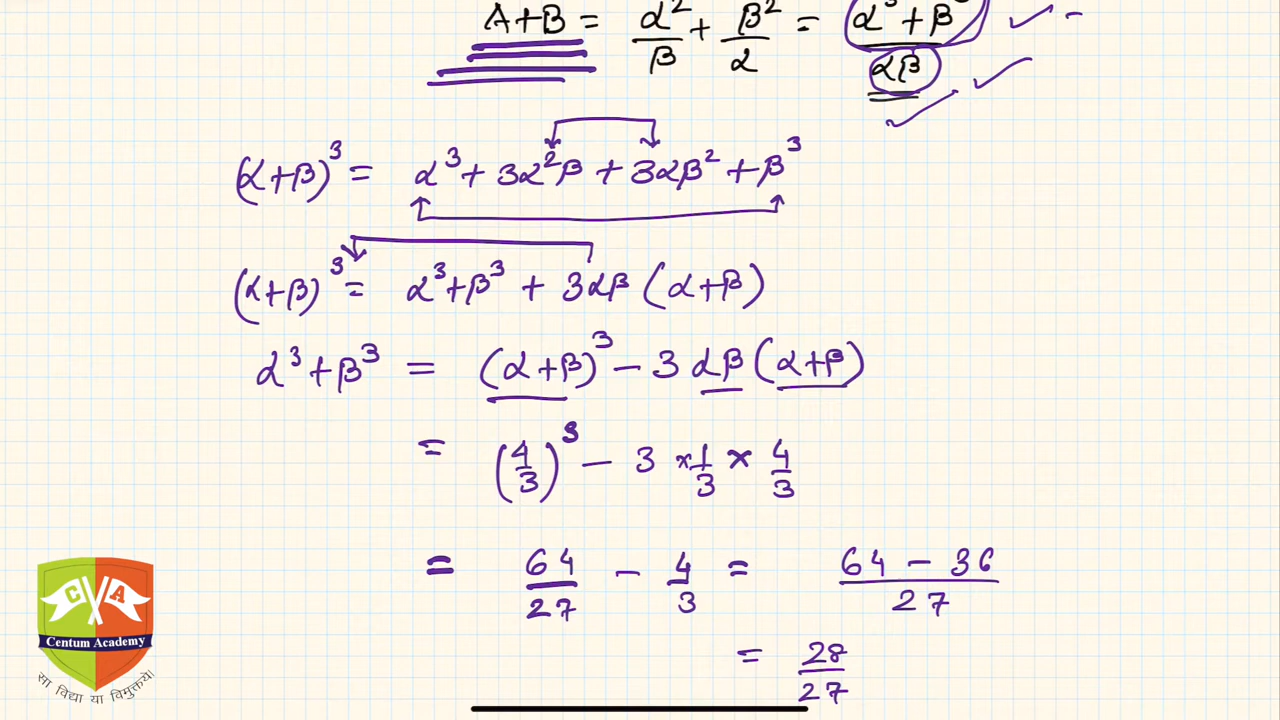 A+B = α²/β + β²/α = α³+β³/αβ
(α+β)³ = α³ + 3α²β + 3αβ² + β³
(α+β)³ = α³+β³ + 3αβ (α+β)
α³+β³ = (α+β)³ - 3 αβ (α+β)
= (4/3)³ - 3 × 1/3 × 4/3
= 64/27 - 4/3 = 64 - 36/27
= 28/27
C A
Centum Academy
सा विद्या या विमुक्तये।